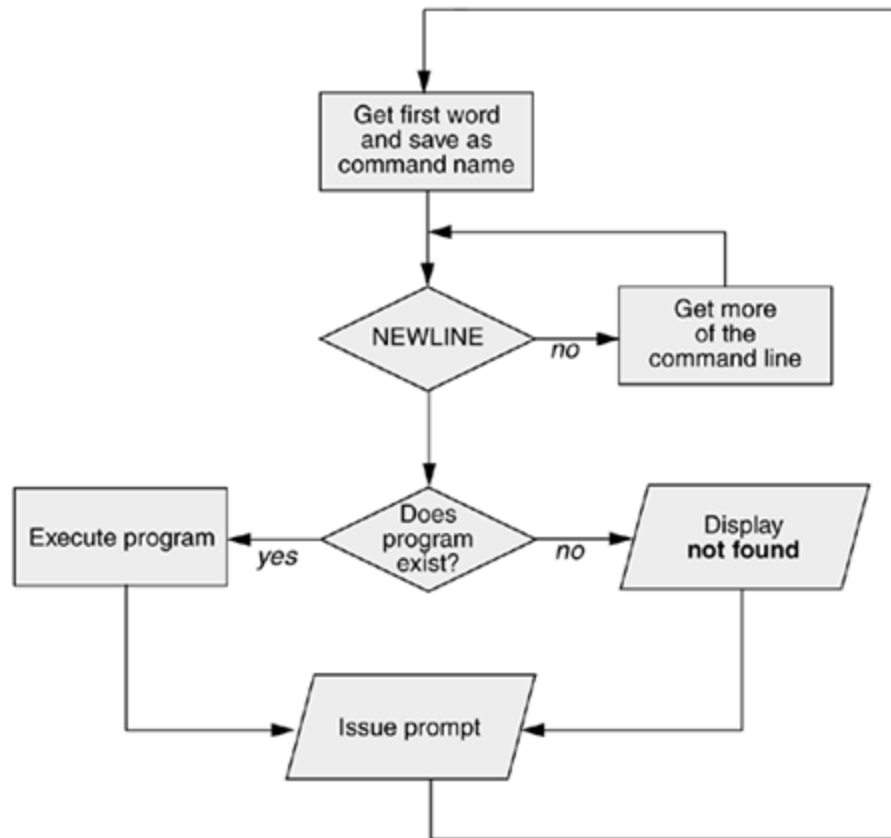 Get first word
and save as
command name
NEWLINE
no
Get more
of the
command line
Execute program
yes
Does
program
exist?
no
Display
not found
Issue prompt